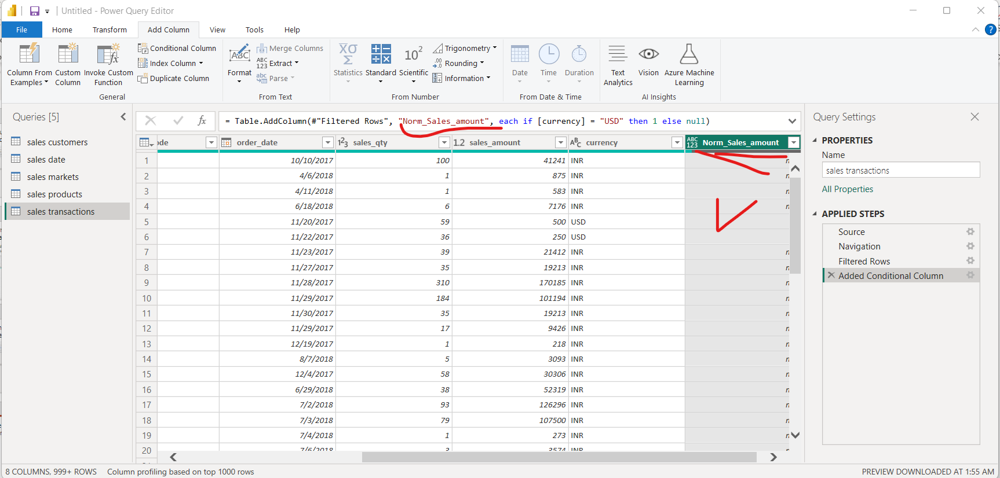 Untitled - Power Query Editor
File Home Transform Add Column View Tools Help
Column From Examples
Custom Column
Invoke Custom Function
Conditional Column
Index Column
Duplicate Column
General
Format
Merge Columns
Extract
Parse
From Text
Statistics
Standard
Scientific
Trigonometry
Rounding
Information
From Number
Date
Time
Duration
From Date & Time
Text Analytics
Vision
Azure Machine Learning
AI Insights
Queries [5]
sales customers
sales date
sales markets
sales products
sales transactions
= Table.AddColumn(#"Filtered Rows", "Norm_Sales_amount", each if [currency] = "USD" then 1 else null)
ode order_date 1²3 sales_qty 1.2 sales_amount ABC currency ABC 123 Norm_Sales_amount
1 10/10/2017 100 41241 INR n
2 4/6/2018 1 875 INR n
3 4/11/2018 1 583 INR n
4 6/18/2018 6 7176 INR n
5 11/20/2017 59 500 USD
6 11/22/2017 36 250 USD
7 11/23/2017 39 21412 INR n
8 11/27/2017 35 19213 INR n
9 11/28/2017 310 170185 INR n
10 11/29/2017 184 101194 INR n
11 11/30/2017 35 19213 INR n
12 11/29/2017 17 9426 INR n
13 12/19/2017 1 218 INR n
14 8/7/2018 5 3093 INR n
15 12/4/2017 58 30306 INR n
16 6/29/2018 38 52319 INR n
17 7/2/2018 93 126296 INR n
18 7/3/2018 79 107500 INR n
19 7/4/2018 1 273 INR n
20 7/6/2018 3 3574 INR
Query Settings
PROPERTIES
Name
sales transactions
All Properties
APPLIED STEPS
Source
Navigation
Filtered Rows
Added Conditional Column
8 COLUMNS, 999+ ROWS Column profiling based on top 1000 rows
PREVIEW DOWNLOADED AT 1:55 AM